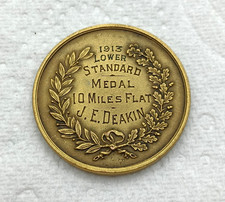 1913
LOWER
STANDARD
MEDAL
10 MILES FLAT
J.E. DEAKIN